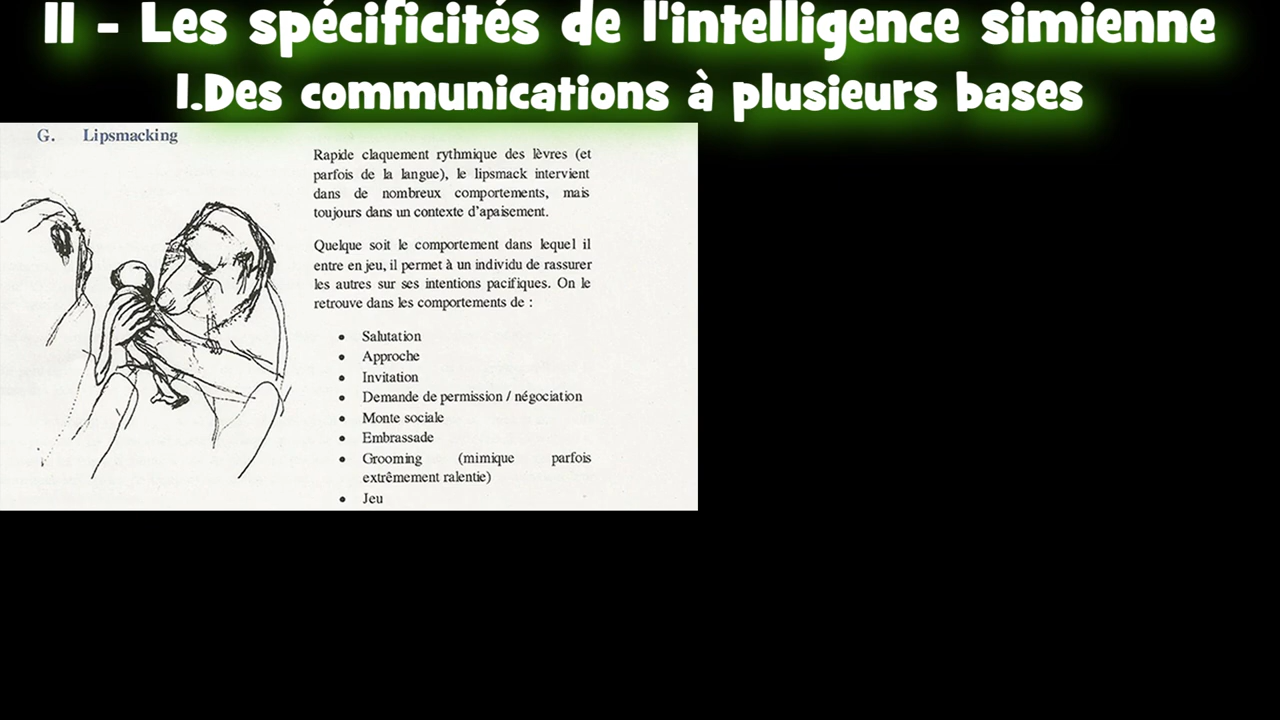 II - Les spécificités de l'intelligence simienne
1.Des communications à plusieurs bases
G. Lipsmacking
Rapide claquement rythmique des lèvres (et
parfois de la langue), le lipsmack intervient
dans de nombreux comportements, mais
toujours dans un contexte d'apaisement.
Quelque soit le comportement dans lequel il
entre en jeu, il permet à un individu de rassurer
les autres sur ses intentions pacifiques. On le
retrouve dans les comportements de :
• Salutation
• Approche
• Invitation
• Demande de permission / négociation
• Monte sociale
• Embrassade
• Grooming (mimique parfois
extrêmement ralentie)
• Jeu